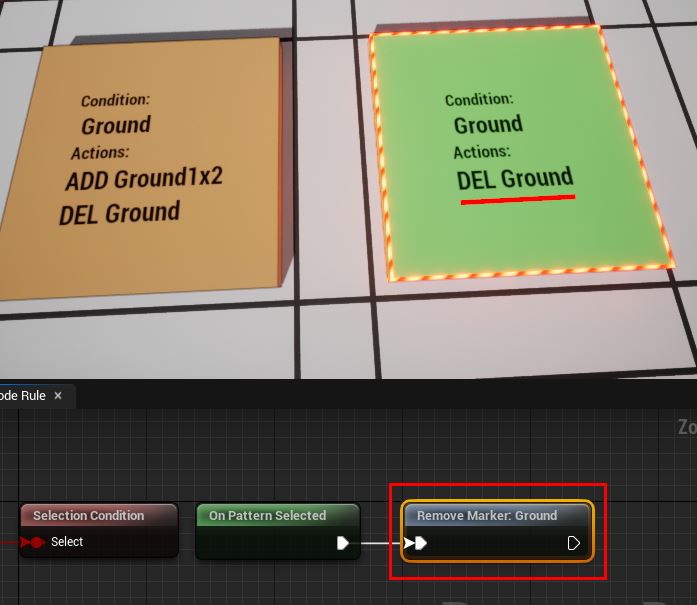 Condition:
Ground
Actions:
ADD Ground1x2
DEL Ground
Condition:
Ground
Actions:
DEL Ground
ode Rule
Zo
Selection Condition
Select
On Pattern Selected
Remove Marker: Ground